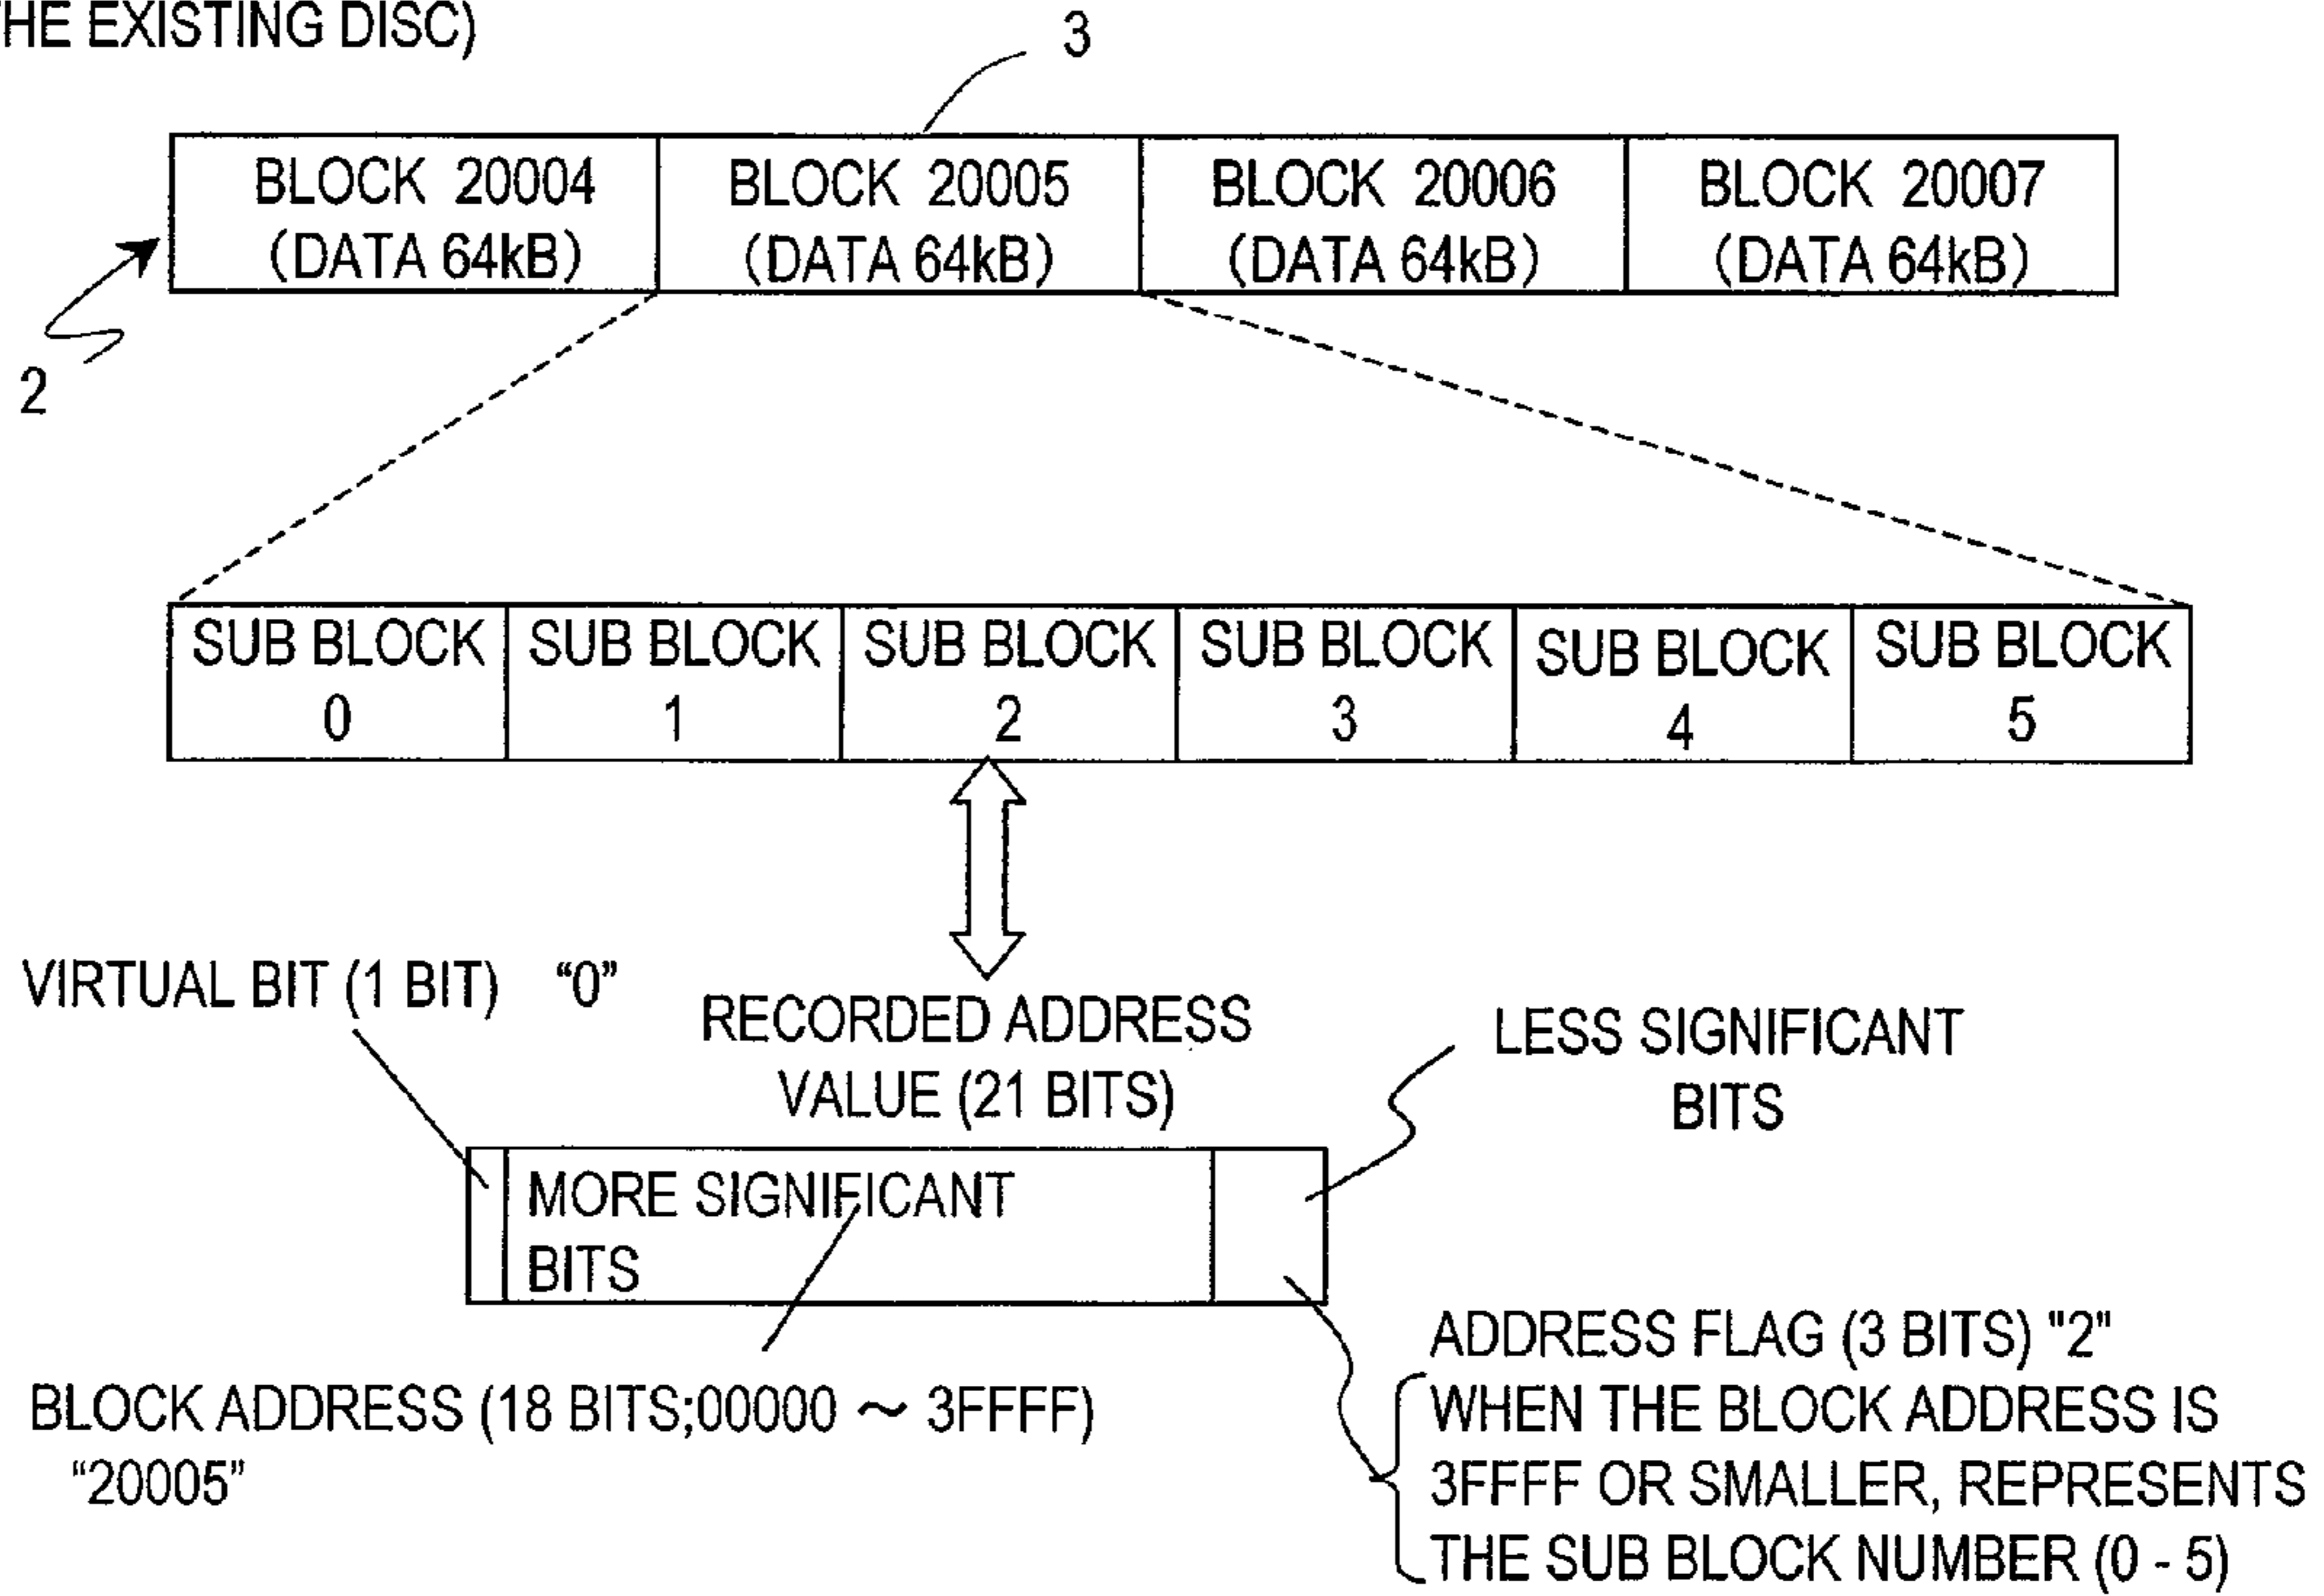 THE EXISTING DISC)
3
BLOCK 20004 BLOCK 20005 BLOCK 20006 BLOCK 20007
(DATA 64kB) (DATA 64kB) (DATA 64kB) (DATA 64kB)
2
SUB BLOCK SUB BLOCK SUB BLOCK SUB BLOCK SUB BLOCK SUB BLOCK
0 1 2 3 4 5
VIRTUAL BIT (1 BIT) “0”
RECORDED ADDRESS
VALUE (21 BITS)
LESS SIGNIFICANT
BITS
MORE SIGNIFICANT
BITS
BLOCK ADDRESS (18 BITS;00000 ～ 3FFFF)
“20005”
ADDRESS FLAG (3 BITS) "2"
WHEN THE BLOCK ADDRESS IS
3FFFF OR SMALLER, REPRESENTS
THE SUB BLOCK NUMBER (0 - 5)